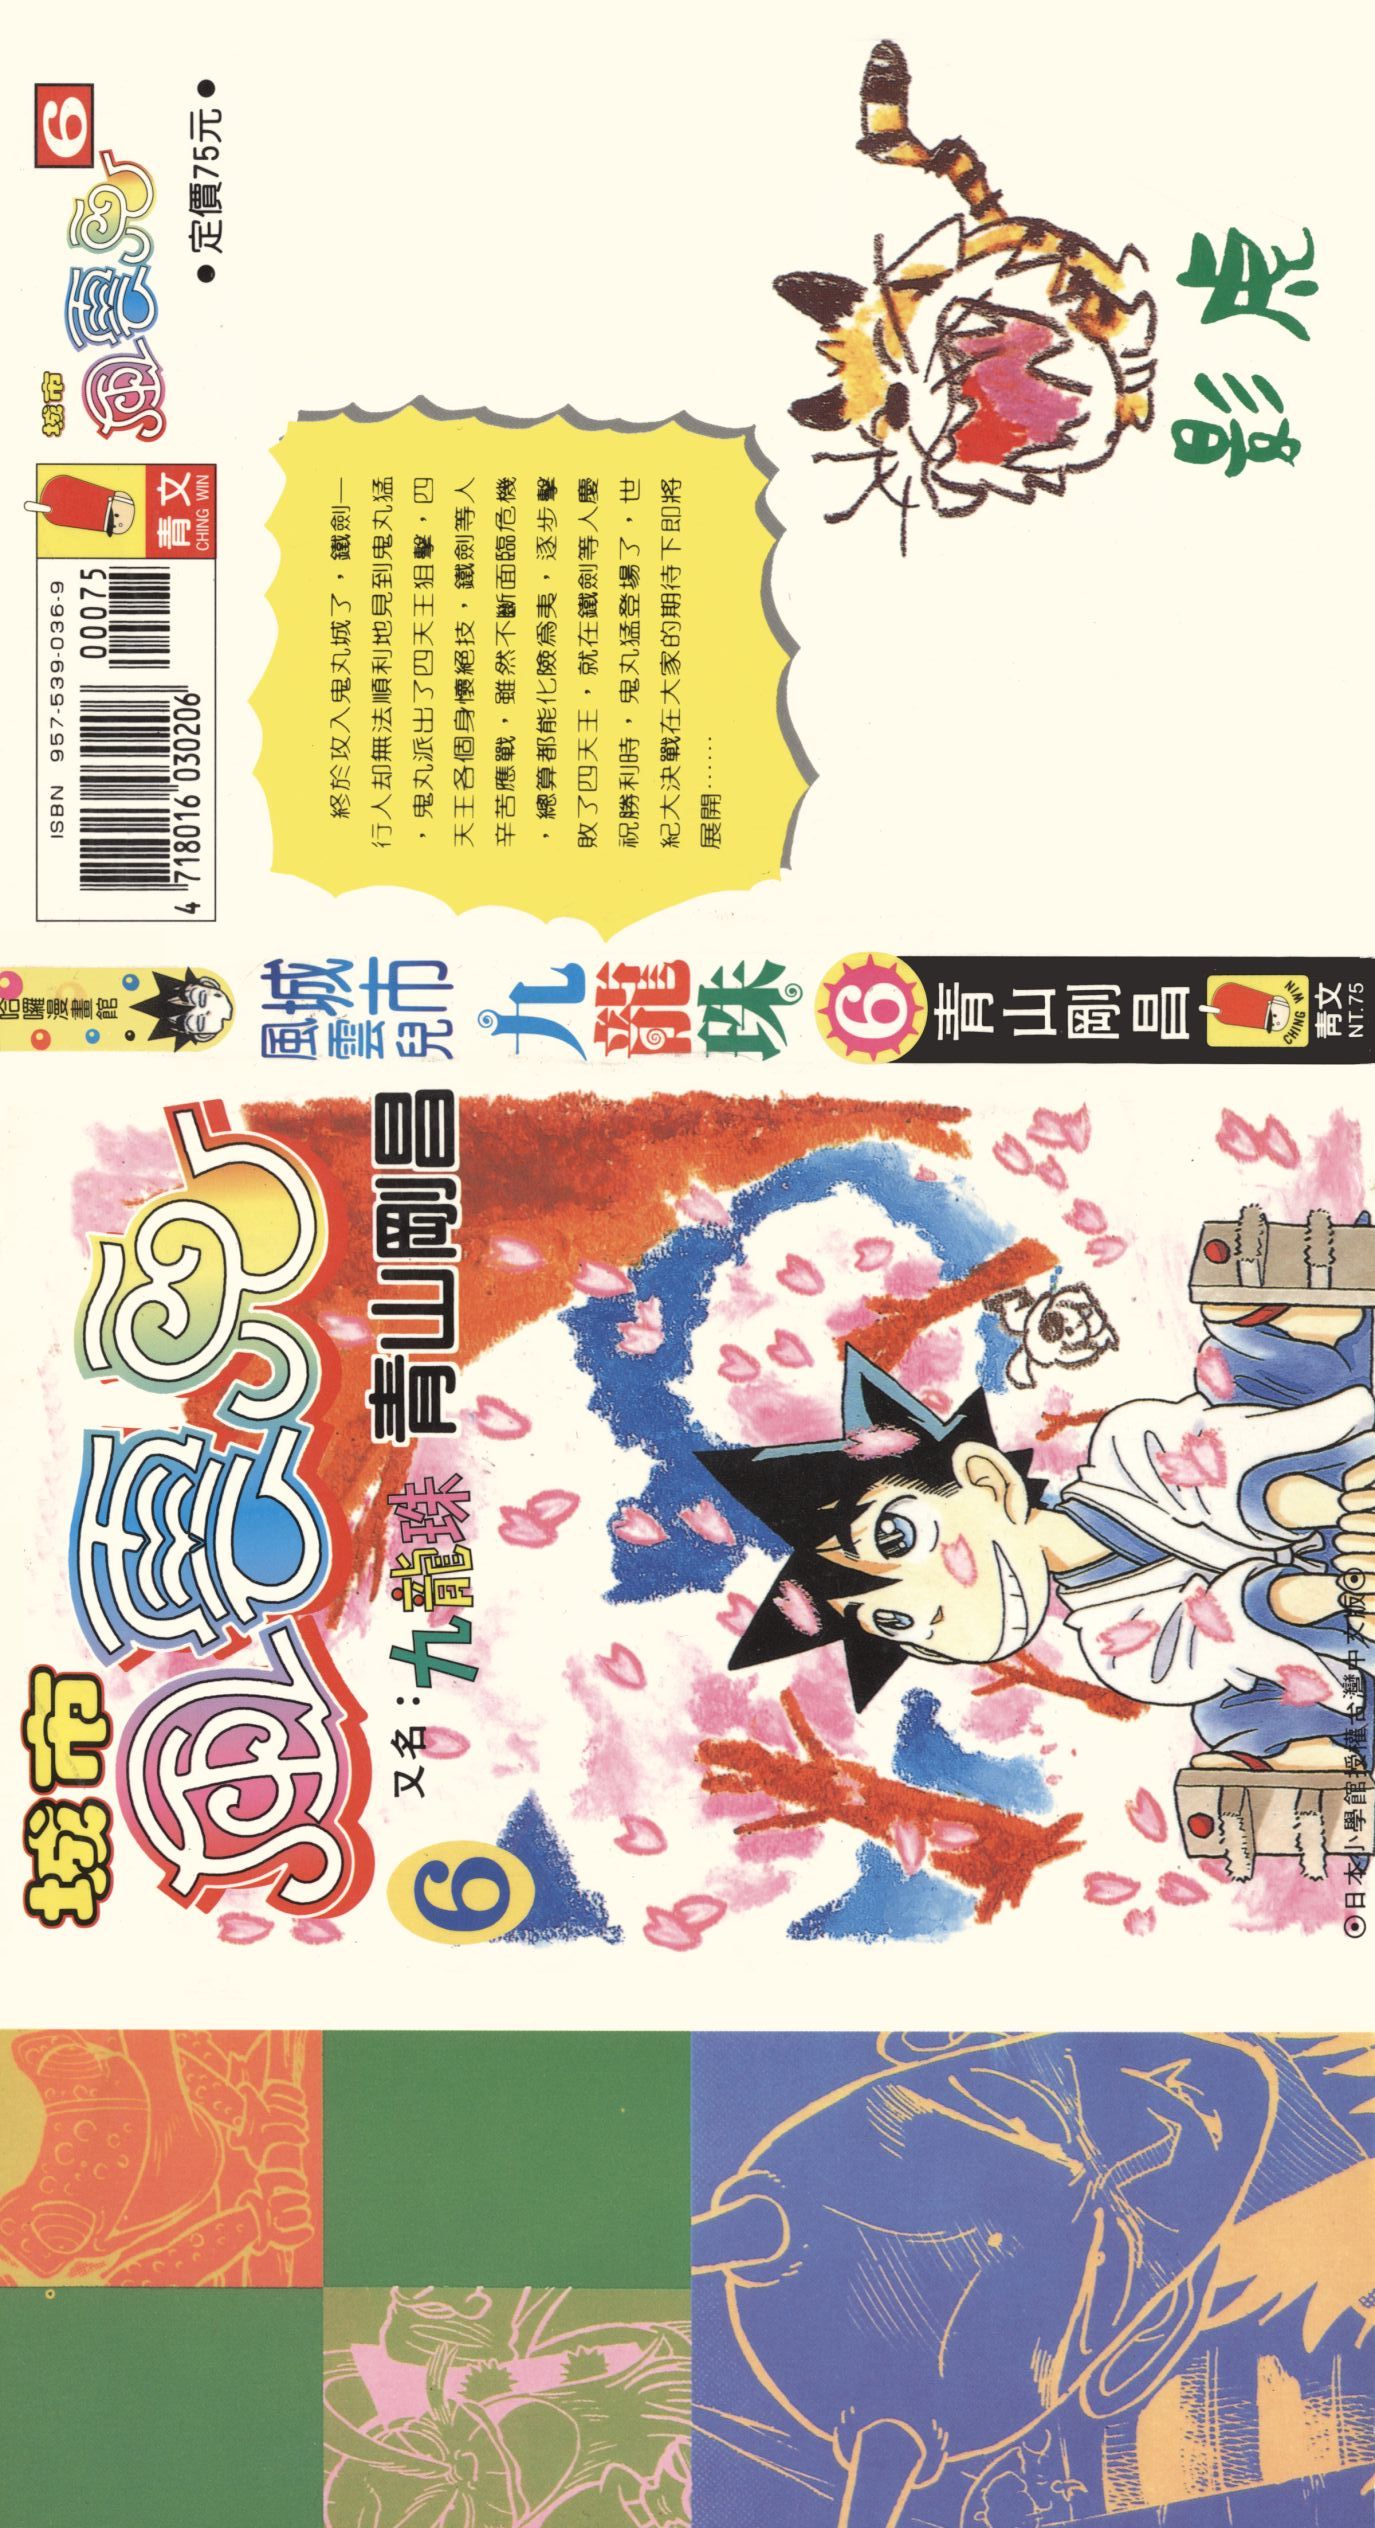 城市
風雲兒
6
●定價75元●
ISBN 957-539-036-9
00075
4 718016 030206
青文
CHING WIN
終於攻入鬼丸城了，鐵劍一
行人却無法順利地見到鬼丸猛
，鬼丸派出了四天王狙擊，四
天王各個身懷絕技，鐵劍等人
辛苦應戰，雖然不斷面臨危機
，總算都能化險為夷，逐步擊
敗了四天王，就在鐵劍等人慶
祝勝利時，鬼丸猛登場了，世
紀大決戰在大家的期待下即將
展開……
影虎
哈囉漫畫館
城市
風雲兒
九龍珠
6
青山剛昌
CHING WIN
青文
NT.75
城市
風雲兒
青山剛昌
又名：九龍珠
6
◎日本小學館授權台灣中文版◎